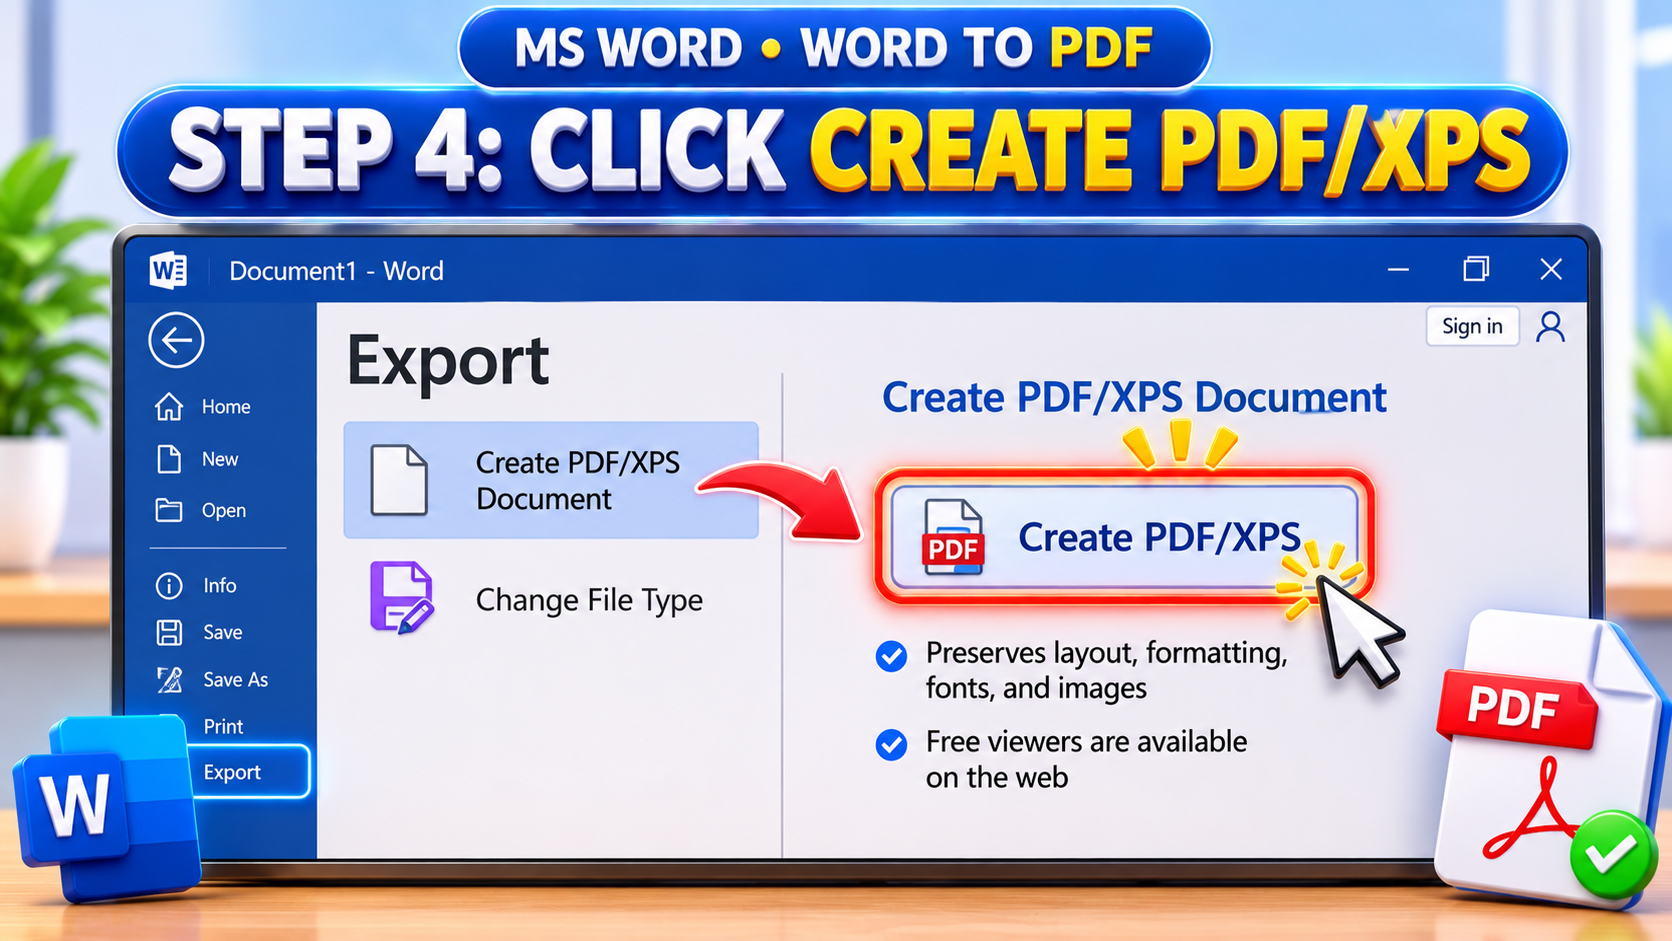 MS WORD • WORD TO PDF
STEP 4: CLICK CREATE PDF/XPS
Document1 - Word
Sign in
Home
New
Open
Info
Save
Save As
Print
Export
Export
Create PDF/XPS
Document
Change File Type
Create PDF/XPS Document
PDF
Create PDF/XPS
Preserves layout, formatting,
fonts, and images
Free viewers are available
on the web
W
W
PDF